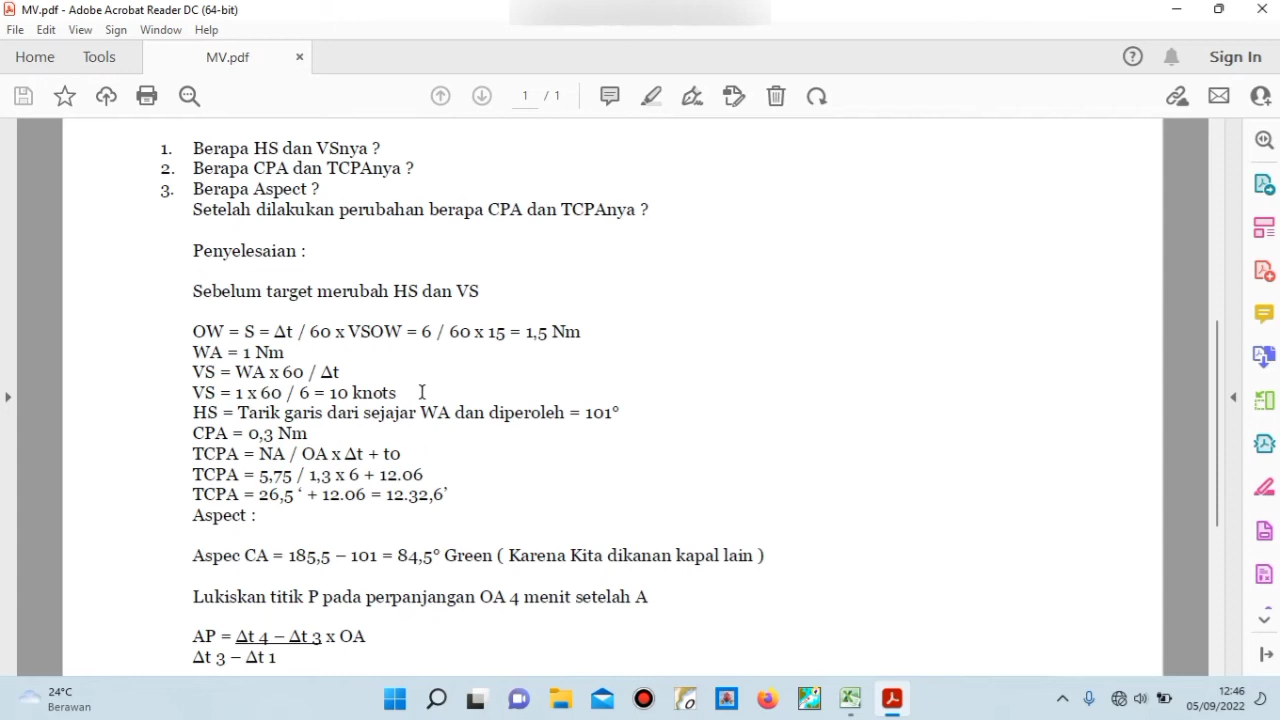 MV.pdf - Adobe Acrobat Reader DC (64-bit)
File Edit View Sign Window Help
Home Tools MV.pdf × Sign In
1 / 1
1. Berapa HS dan VSnya ?
2. Berapa CPA dan TCPAnya ?
3. Berapa Aspect ?
Setelah dilakukan perubahan berapa CPA dan TCPAnya ?
Penyelesaian :
Sebelum target merubah HS dan VS
OW = S = Δt / 60 x VSOW = 6 / 60 x 15 = 1,5 Nm
WA = 1 Nm
VS = WA x 60 / Δt
VS = 1 x 60 / 6 = 10 knots
HS = Tarik garis dari sejajar WA dan diperoleh = 101°
CPA = 0,3 Nm
TCPA = NA / OA x Δt + to
TCPA = 5,75 / 1,3 x 6 + 12.06
TCPA = 26,5 ‘ + 12.06 = 12.32,6’
Aspect :
Aspec CA = 185,5 – 101 = 84,5° Green ( Karena Kita dikanan kapal lain )
Lukiskan titik P pada perpanjangan OA 4 menit setelah A
AP = Δt 4 – Δt 3 x OA
Δt 3 – Δt 1
24°C
Berawan
12:46
05/09/2022